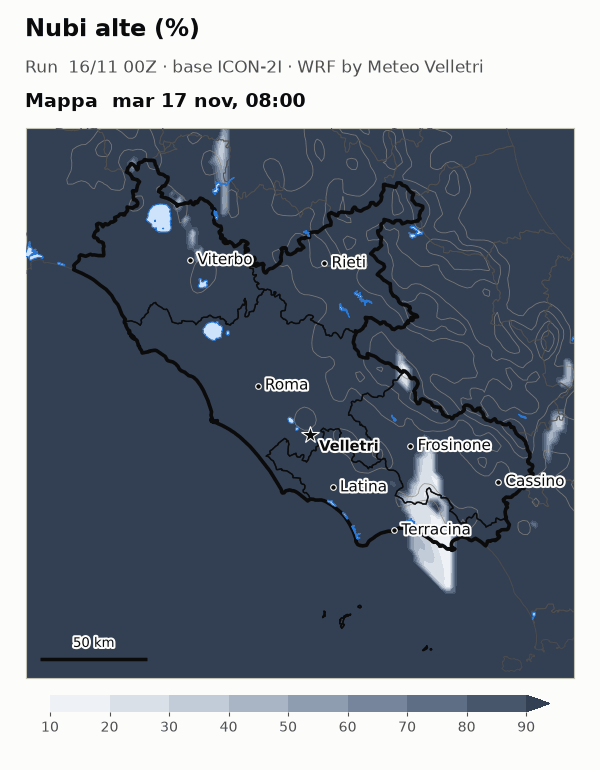 Nubi alte (%)
Run  16/11 00Z · base ICON-2I · WRF by Meteo Velletri
Mappa  mar 17 nov, 08:00
Viterbo
Rieti
Roma
Velletri
Frosinone
Cassino
Latina
Terracina
50 km
10 20 30 40 50 60 70 80 90